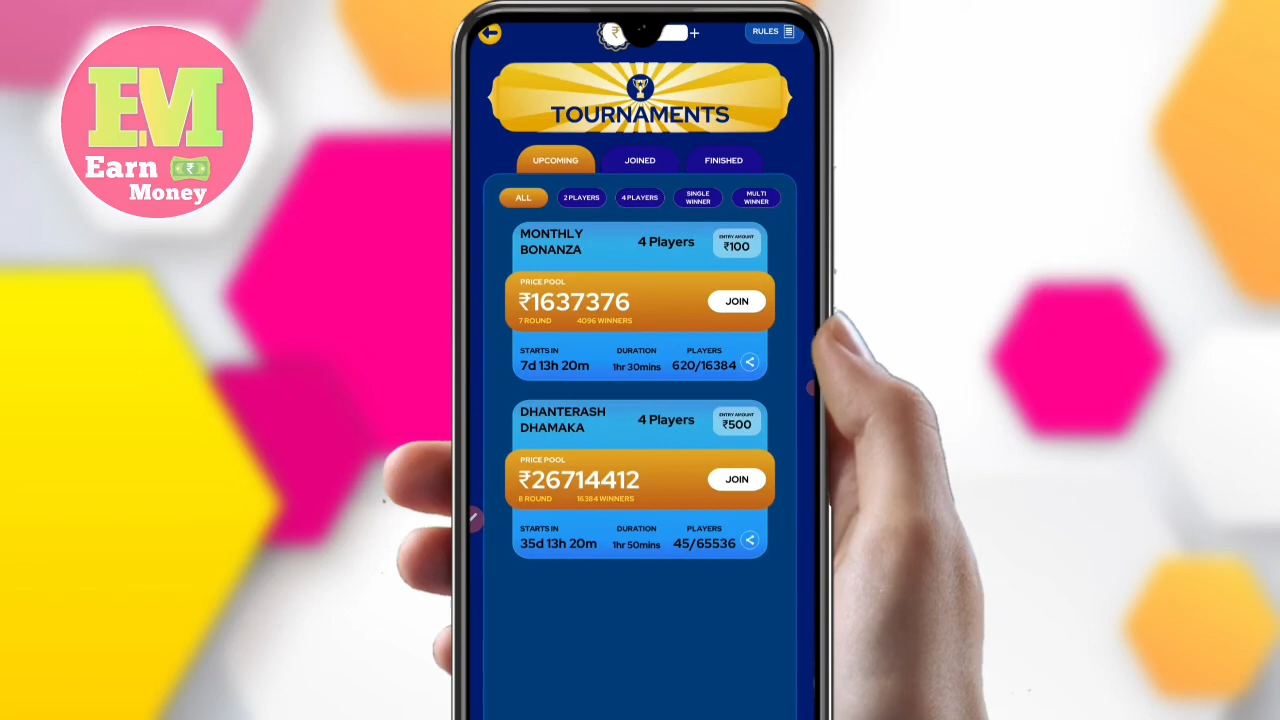 EM
Earn
Money
₹
RULES
TOURNAMENTS
UPCOMING
JOINED
FINISHED
ALL
2 PLAYERS
4 PLAYERS
SINGLE
WINNER
MULTI
WINNER
MONTHLY
BONANZA
4 Players
ENTRY AMOUNT
₹100
PRICE POOL
₹1637376
JOIN
7 ROUND 4096 WINNERS
STARTS IN DURATION PLAYERS
7d 13h 20m 1hr 30mins 620/16384
DHANTERASH
DHAMAKA
4 Players
ENTRY AMOUNT
₹500
PRICE POOL
₹26714412
JOIN
8 ROUND 16384 WINNERS
STARTS IN DURATION PLAYERS
35d 13h 20m 1hr 50mins 45/65536